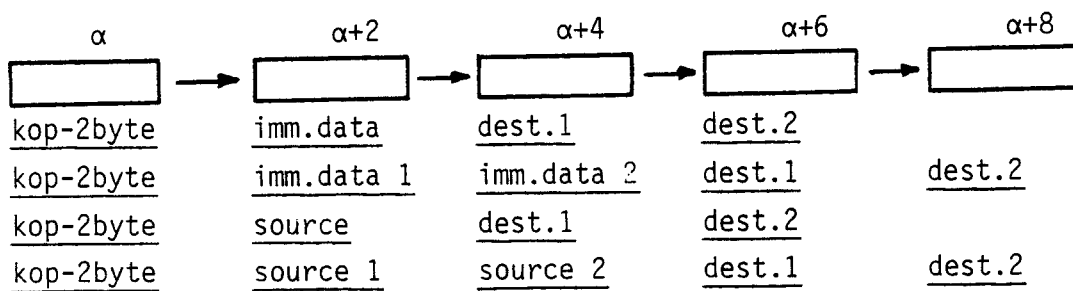 α α+2 α+4 α+6 α+8
kop-2byte imm.data dest.1 dest.2
kop-2byte imm.data 1 imm.data 2 dest.1 dest.2
kop-2byte source dest.1 dest.2
kop-2byte source 1 source 2 dest.1 dest.2